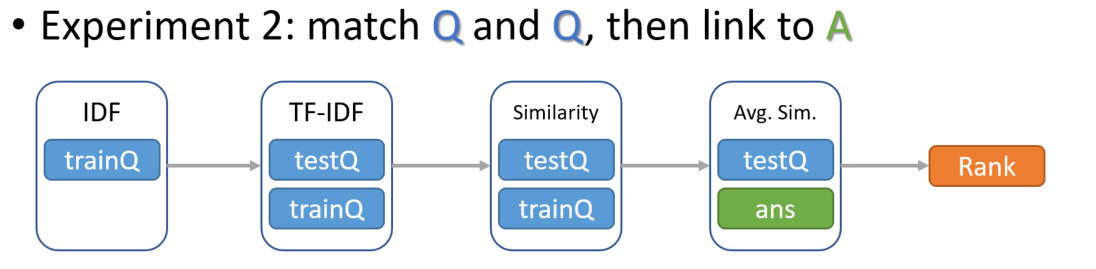 • Experiment 2: match Q and Q, then link to A
IDF
trainQ
TF-IDF
testQ
trainQ
Similarity
testQ
trainQ
Avg. Sim.
testQ
ans
Rank